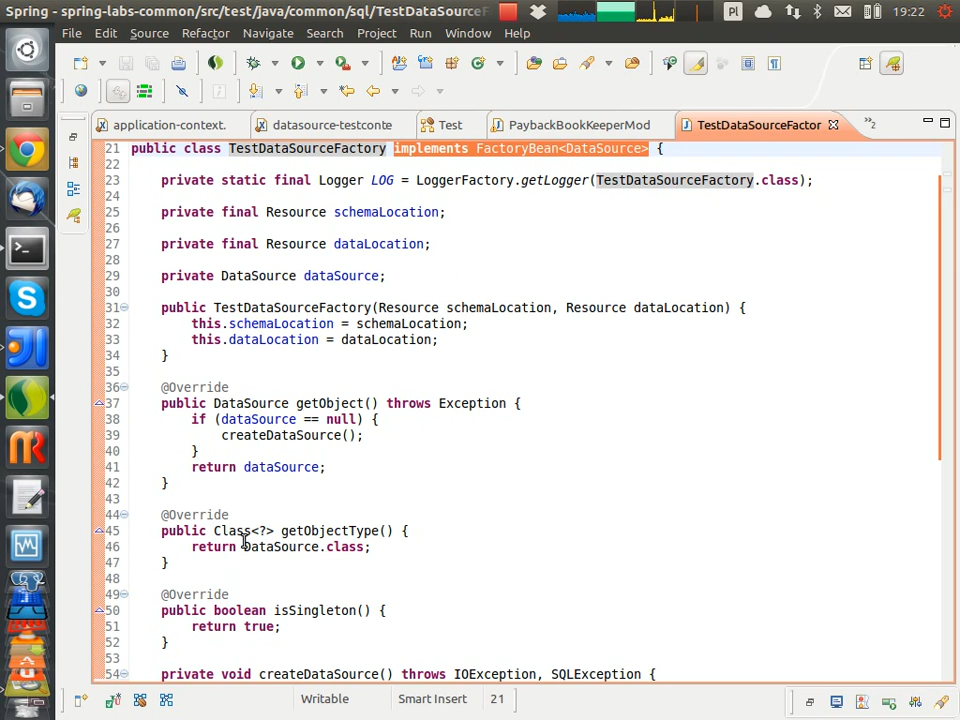 Spring - spring-labs-common/src/test/java/common/sql/TestDataSourceF
Pl
19:22
File Edit Source Refactor Navigate Search Project Run Window Help
application-context.
datasource-testconte
Test
PaybackBookKeeperMod
TestDataSourceFactor
»2
21 public class TestDataSourceFactory implements FactoryBean<DataSource> {
22
23 private static final Logger LOG = LoggerFactory.getLogger(TestDataSourceFactory.class);
24
25 private final Resource schemaLocation;
26
27 private final Resource dataLocation;
28
29 private DataSource dataSource;
30
31 public TestDataSourceFactory(Resource schemaLocation, Resource dataLocation) {
32 this.schemaLocation = schemaLocation;
33 this.dataLocation = dataLocation;
34 }
35
36 @Override
37 public DataSource getObject() throws Exception {
38 if (dataSource == null) {
39 createDataSource();
40 }
41 return dataSource;
42 }
43
44 @Override
45 public Class<?> getObjectType() {
46 return DataSource.class;
47 }
48
49 @Override
50 public boolean isSingleton() {
51 return true;
52 }
53
54 private void createDataSource() throws IOException, SQLException {
Writable
Smart Insert
21